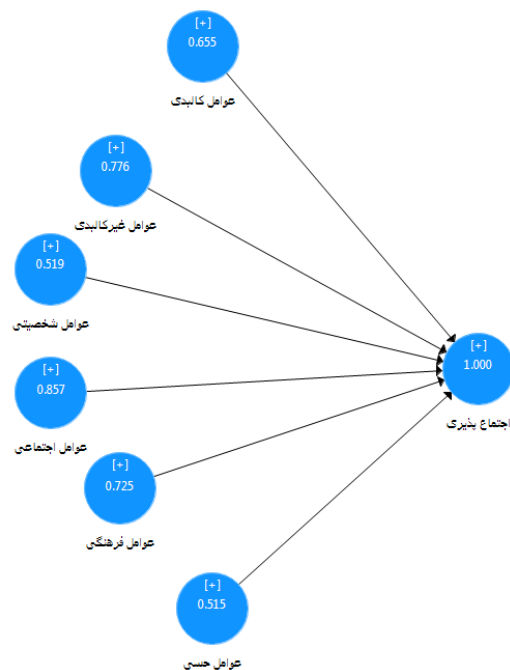 [+]
0.655
عوامل کالبدی
[+]
0.776
عوامل غیرکالبدی
[+]
0.519
عوامل شخصیتی
[+]
1.000
اجتماع پذیری
[+]
0.857
عوامل اجتماعی
[+]
0.725
عوامل فرهنگی
[+]
0.515
عوامل حسی